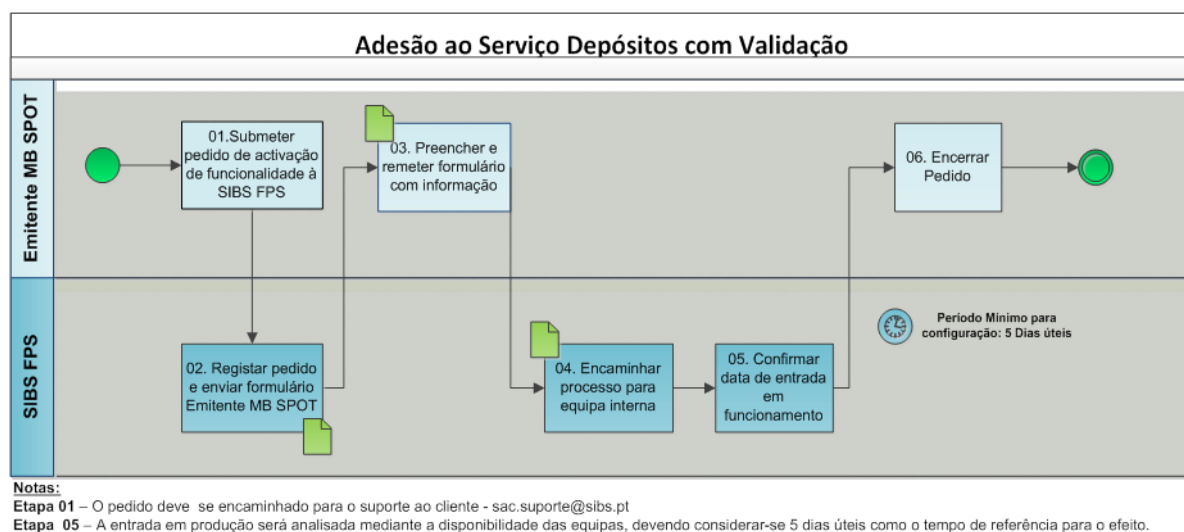 Adesão ao Serviço Depósitos com Validação
Emitente MB SPOT
01.Submeter
pedido de activação
de funcionalidade à
SIBS FPS
03. Preencher e
remeter formulário
com informação
06. Encerrar
Pedido
SIBS FPS
02. Registar pedido
e enviar formulário
Emitente MB SPOT
04. Encaminhar
processo para
equipa interna
05. Confirmar
data de entrada
em
funcionamento
Período Minimo para
configuração: 5 Dias úteis
Notas:
Etapa 01 – O pedido deve se encaminhado para o suporte ao cliente - sac.suporte@sibs.pt
Etapa 05 – A entrada em produção será analisada mediante a disponibilidade das equipas, devendo considerar-se 5 dias úteis como o tempo de referência para o efeito.